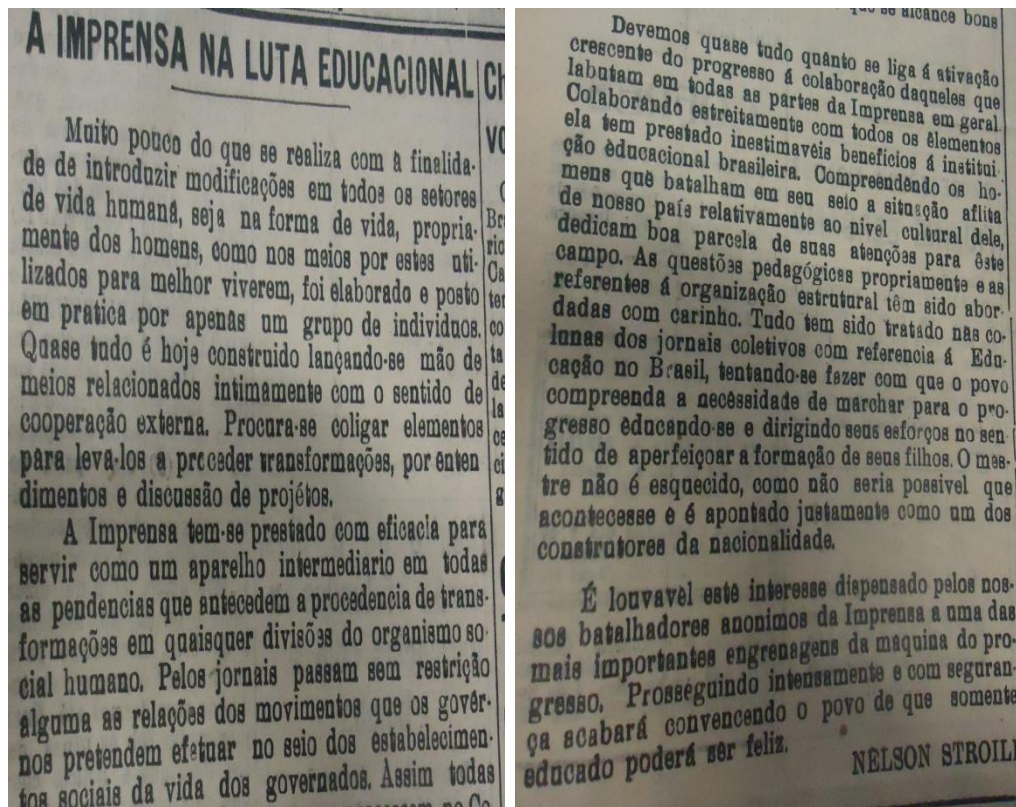 A IMPRENSA NA LUTA EDUCACIONAL
Muito pouco do que se realiza com a finalida-
de de introduzir modificações em todos os setores
de vida humana, seja na forma de vida, propria-
mente dos homens, como nos meios por estes uti-
lizados para melhor viverem, foi elaborado e posto
em pratica por apenas um grupo de individuos.
Quase tudo é hoje construido lançando-se mão de
meios relacionados intimamente com o sentido de
cooperação externa. Procura-se coligar elementos
para leva-los a proceder transformações, por enten
dimentos e discussão de projétos.
A Imprensa tem-se prestado com eficacia para
servir como um aparelho intermediario em todas
as pendencias que antecedem a procedencia de trans-
formações em quaisquer divisões do organismo so-
cial humano. Pelos jornais passam sem restrição
alguma as relações dos movimentos que os govêr-
nos pretendem efetuar no seio dos estabelecimen-
tos sociais da vida dos governados. Assim todas
que se alcance bons
Devemos quase tudo quanto se liga á ativação
crescente do progresso á colaboração daqueles que
labutam em todas as partes da Imprensa em geral.
Colaborando estreitamente com todos os elementos
ela tem prestado inestimavéis beneficios á institui-
ção educacional brasileira. Compreendendo os ho-
mens que batalham em seu seio a situação aflita
de nosso país relativamente ao nivel cultural dele,
dedicam boa parcela de suas atenções para êste
campo. As questões pedagógicas propriamente e as
referentes á organização estrutural têm sido abor-
dadas com carinho. Tudo tem sido tratado nas co-
lunas dos jornais coletivos com referencia á Edu-
cação no Brasil, tentando-se fazer com que o povo
compreenda a necessidade de marchar para o pro-
gresso educando-se e dirigindo seus esforços no sen-
tido de aperfeiçoar a formação de seus filhos. O mes-
tre não é esquecido, como não seria possivel que
acontecesse e é apontado justamente como um dos
construtores da nacionalidade.
É louvavel este interesse dispensado pelos nos-
sos batalhadores anonimos da Imprensa a uma das
mais importantes engrenagens da maquina do pro-
gresso. Prosseguindo intensamente e com seguran-
ça acabará convencendo o povo de que somente
educado poderá ser feliz.
NELSON STROILI